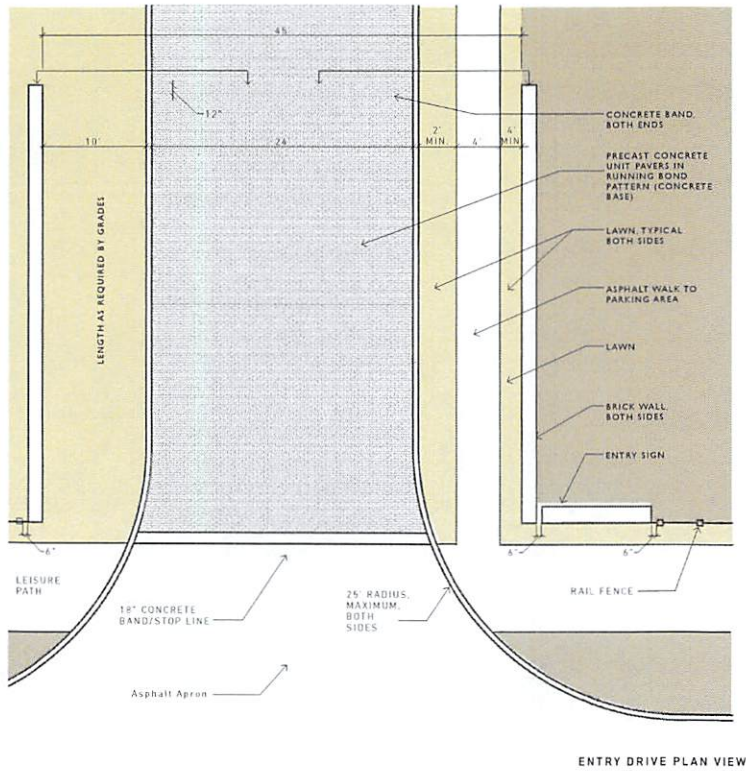 45'
12"
10'
24'
2'
MIN.
4'
4'
MIN.
CONCRETE BAND,
BOTH ENDS
PRECAST CONCRETE
UNIT PAVERS IN
RUNNING BOND
PATTERN (CONCRETE
BASE)
LAWN, TYPICAL
BOTH SIDES
ASPHALT WALK TO
PARKING AREA
LAWN
BRICK WALL,
BOTH SIDES
ENTRY SIGN
LENGTH AS REQUIRED BY GRADES
6"
6"
6"
LEISURE
PATH
18" CONCRETE
BAND/STOP LINE
25' RADIUS,
MAXIMUM,
BOTH
SIDES
RAIL FENCE
Asphalt Apron
ENTRY DRIVE PLAN VIEW